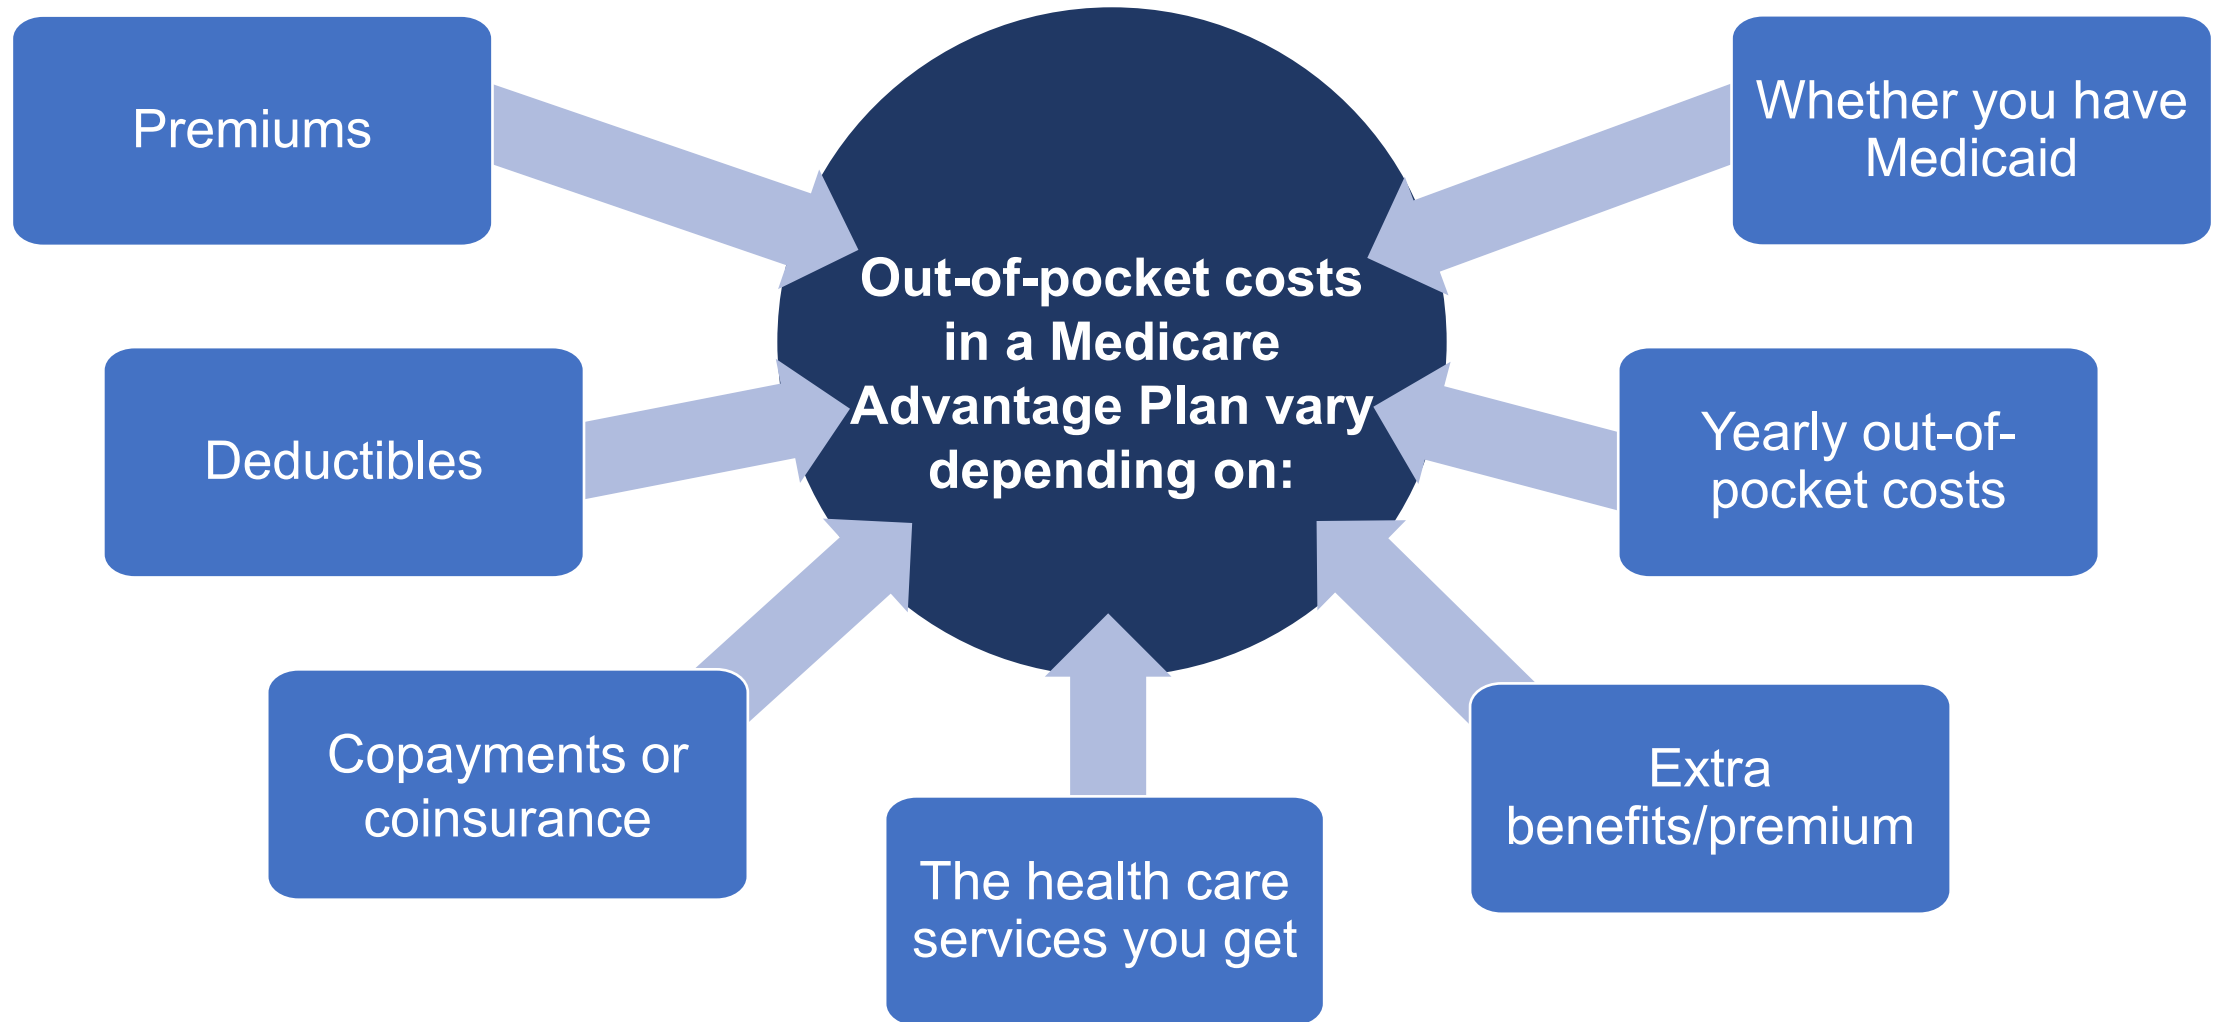 Premiums
Deductibles
Copayments or
coinsurance
The health care
services you get
Extra
benefits/premium
Yearly out-of-
pocket costs
Whether you have
Medicaid
Out-of-pocket costs
in a Medicare
Advantage Plan vary
depending on: